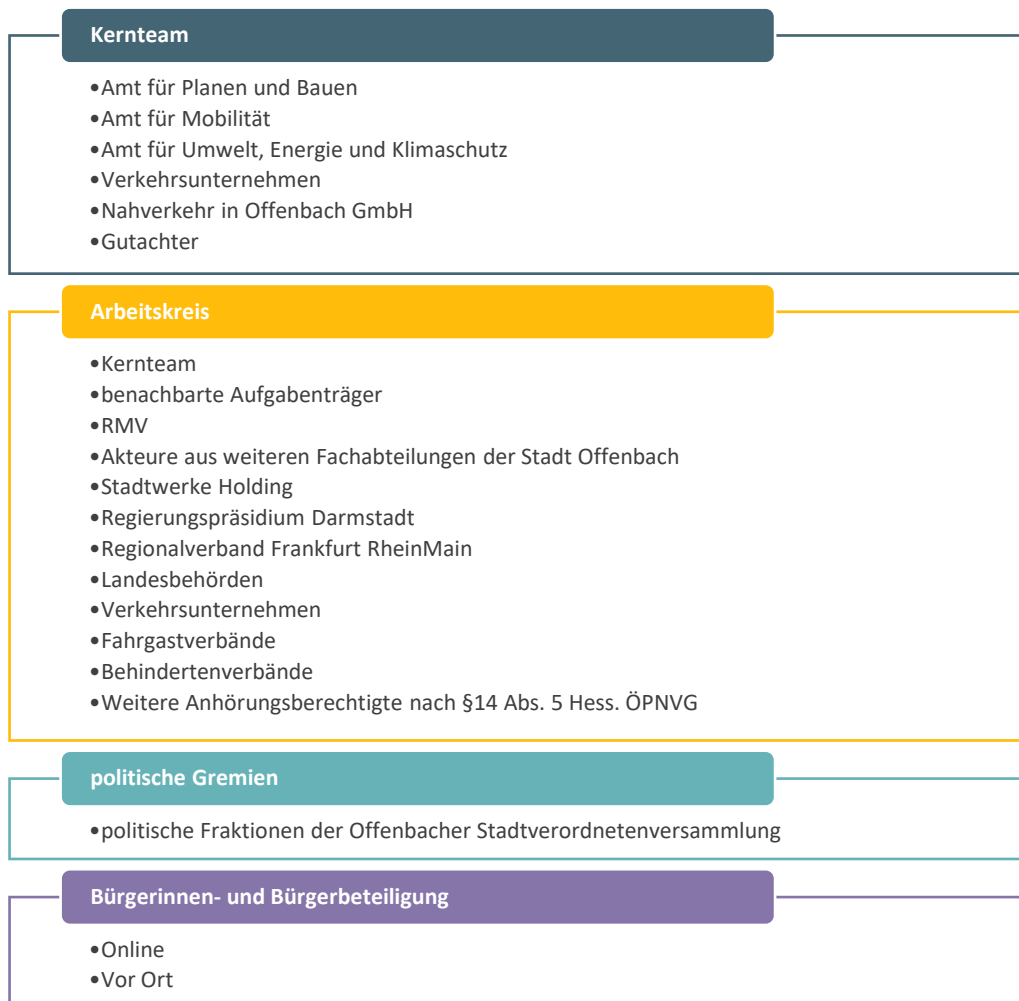 Kernteam
•Amt für Planen und Bauen
•Amt für Mobilität
•Amt für Umwelt, Energie und Klimaschutz
•Verkehrsunternehmen
•Nahverkehr in Offenbach GmbH
•Gutachter
Arbeitskreis
•Kernteam
•benachbarte Aufgabenträger
•RMV
•Akteure aus weiteren Fachabteilungen der Stadt Offenbach
•Stadtwerke Holding
•Regierungspräsidium Darmstadt
•Regionalverband Frankfurt RheinMain
•Landesbehörden
•Verkehrsunternehmen
•Fahrgastverbände
•Behindertenverbände
•Weitere Anhörungsberechtigte nach §14 Abs. 5 Hess. ÖPNVG
politische Gremien
•politische Fraktionen der Offenbacher Stadtverordnetenversammlung
Bürgerinnen- und Bürgerbeteiligung
•Online
•Vor Ort